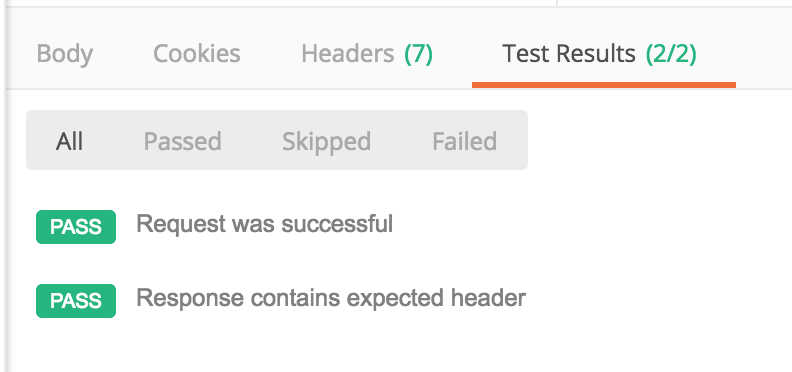 Body Cookies Headers (7) Test Results (2/2)
All Passed Skipped Failed
PASS Request was successful
PASS Response contains expected header